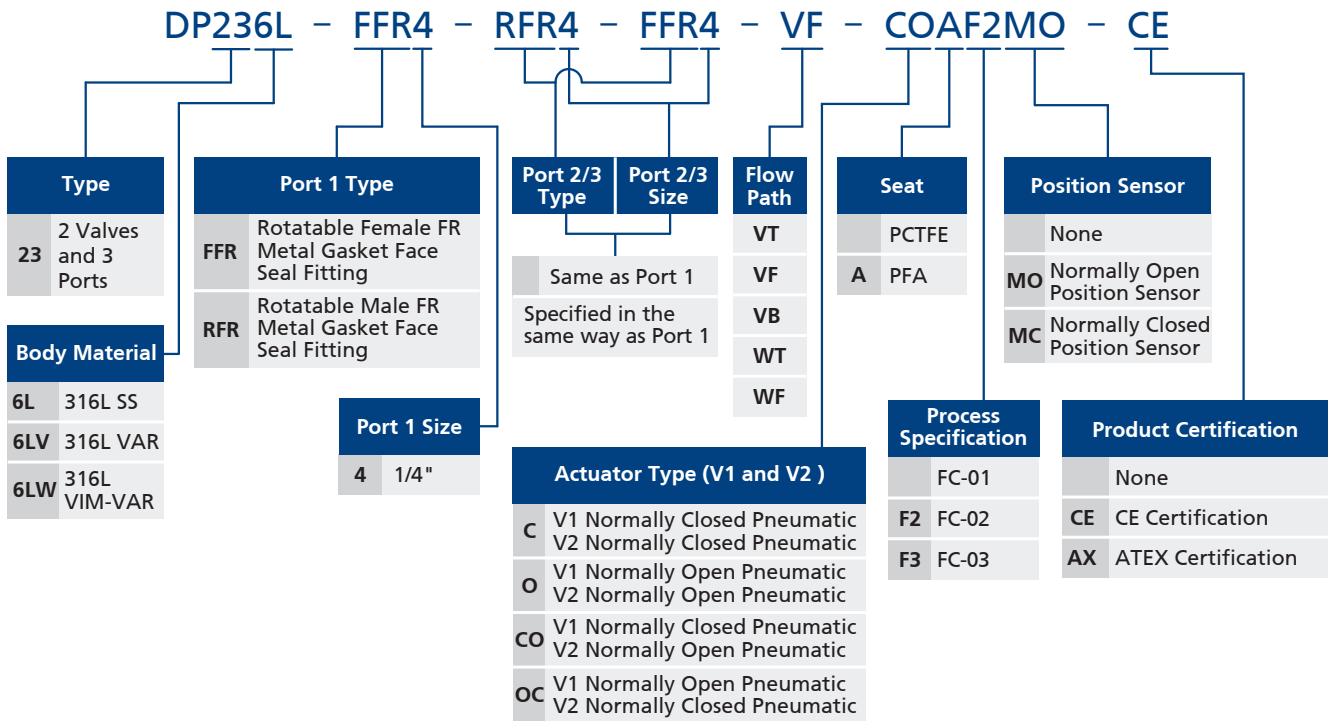 DP236L – FFR4 – RFR4 – FFR4 – VF – COAF2MO – CE
Type
23 2 Valves
and 3
Ports
Body Material
6L 316L SS
6LV 316L VAR
6LW 316L
VIM-VAR
Port 1 Type
FFR Rotatable Female FR
Metal Gasket Face
Seal Fitting
RFR Rotatable Male FR
Metal Gasket Face
Seal Fitting
Port 1 Size
4 1/4"
Port 2/3
Type
Port 2/3
Size
Same as Port 1
Specified in the
same way as Port 1
Flow
Path
VT
VF
VB
WT
WF
Actuator Type (V1 and V2 )
C V1 Normally Closed Pneumatic
V2 Normally Closed Pneumatic
O V1 Normally Open Pneumatic
V2 Normally Open Pneumatic
CO V1 Normally Closed Pneumatic
V2 Normally Open Pneumatic
OC V1 Normally Open Pneumatic
V2 Normally Closed Pneumatic
Seat
PCTFE
A PFA
Process
Specification
FC-01
F2 FC-02
F3 FC-03
Position Sensor
None
MO Normally Open
Position Sensor
MC Normally Closed
Position Sensor
Product Certification
None
CE CE Certification
AX ATEX Certification